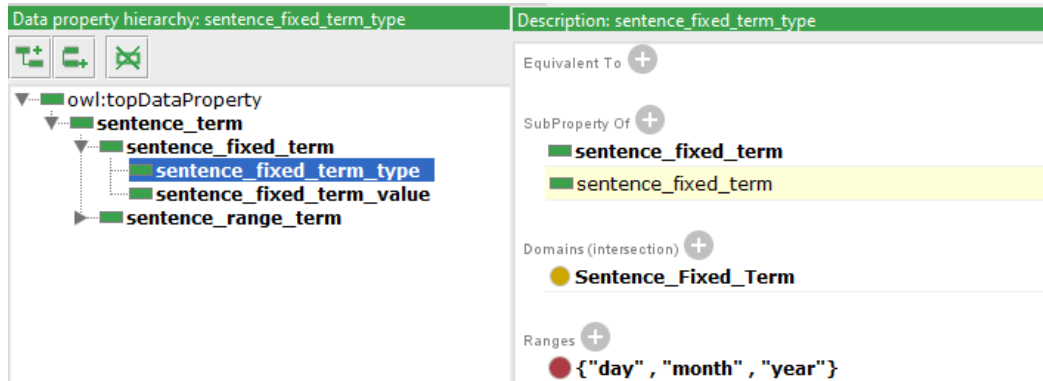 Data property hierarchy: sentence_fixed_term_type
owl:topDataProperty
sentence_term
sentence_fixed_term
sentence_fixed_term_type
sentence_fixed_term_value
sentence_range_term
Description: sentence_fixed_term_type
Equivalent To
SubProperty Of
sentence_fixed_term
sentence_fixed_term
Domains (intersection)
Sentence_Fixed_Term
Ranges
{"day" , "month" , "year"}